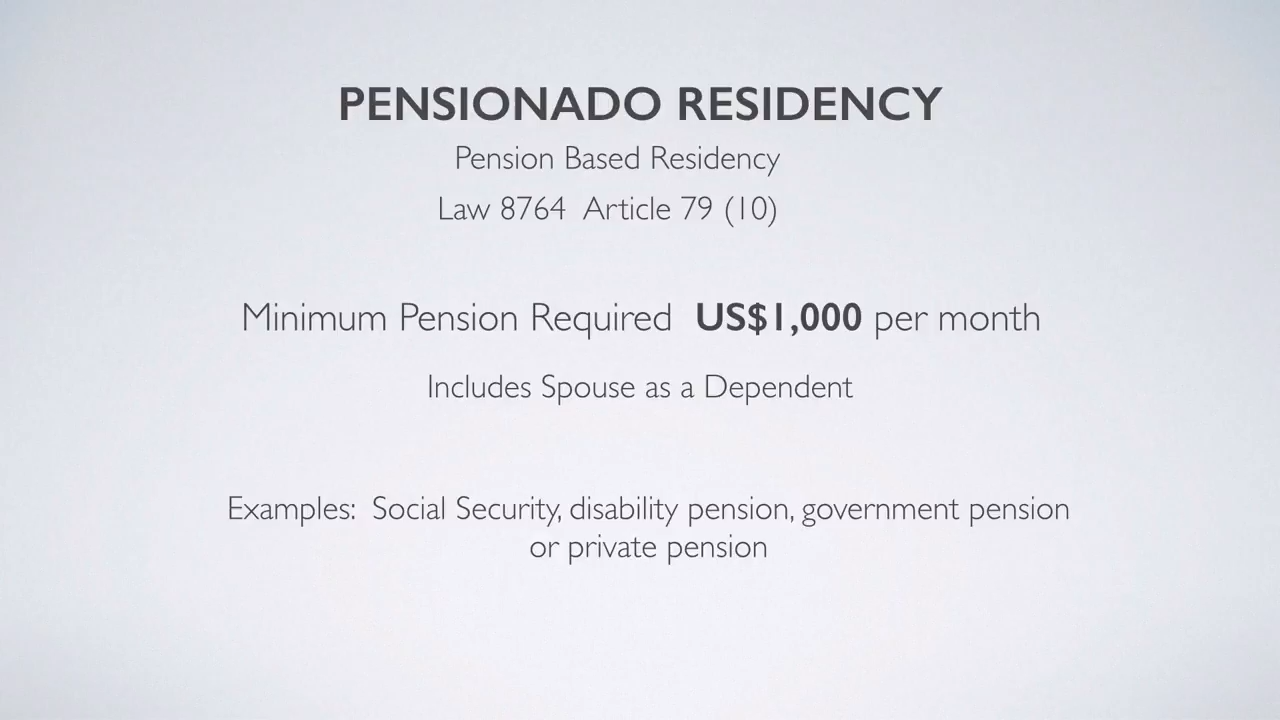 PENSIONADO RESIDENCY
Pension Based Residency
Law 8764 Article 79 (10)
Minimum Pension Required US$1,000 per month
Includes Spouse as a Dependent
Examples: Social Security, disability pension, government pension
or private pension